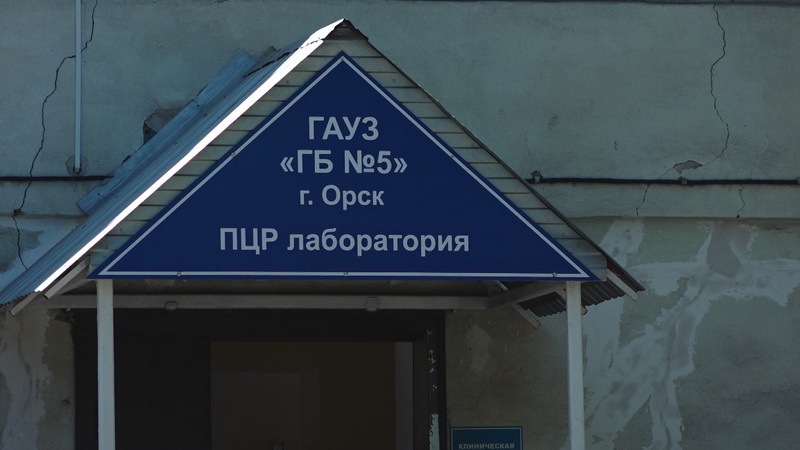 ГАУЗ
«ГБ №5»
г. Орск
ПЦР лаборатория
КЛИНИЧЕСКАЯ